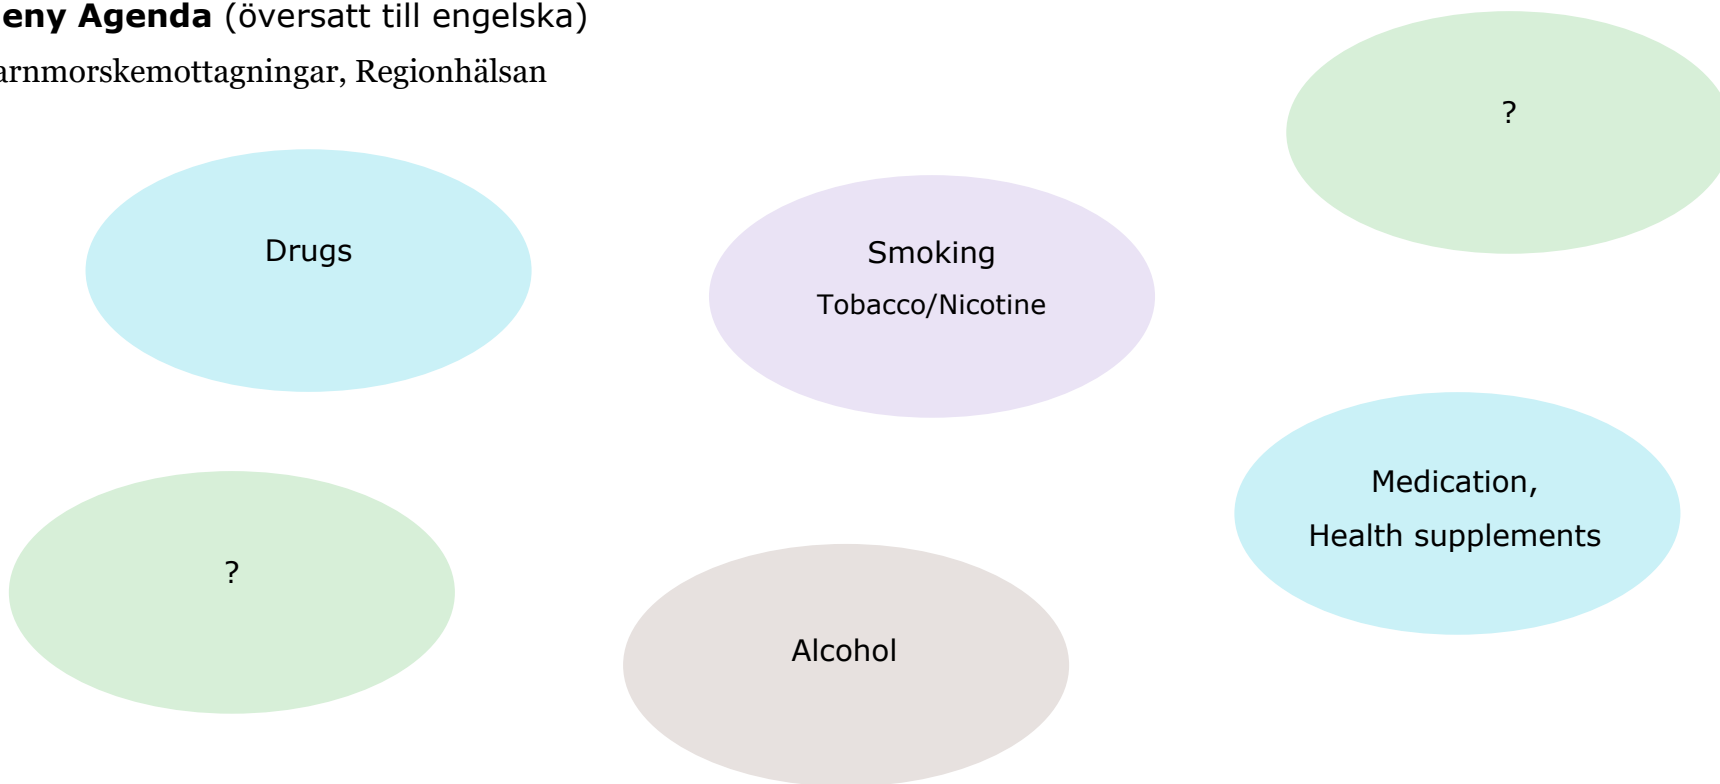 eny Agenda (översatt till engelska)
arnmorskemottagningar, Regionhälsan
?
Drugs
Smoking
Tobacco/Nicotine
Medication,
Health supplements
?
Alcohol